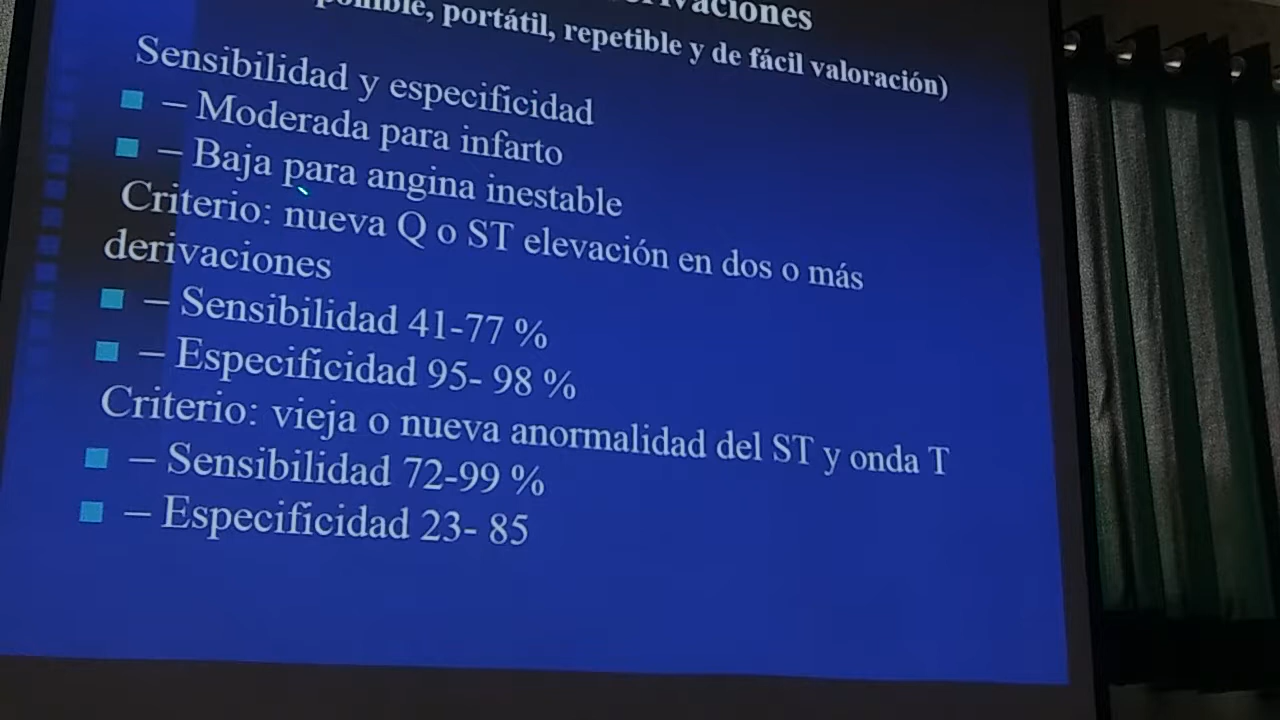 portátil, repetible y de fácil valoración)
Sensibilidad y especificidad
– Moderada para infarto
– Baja para angina inestable
Criterio: nueva Q o ST elevación en dos o más
derivaciones
– Sensibilidad 41-77 %
– Especificidad 95- 98 %
Criterio: vieja o nueva anormalidad del ST y onda T
– Sensibilidad 72-99 %
– Especificidad 23- 85